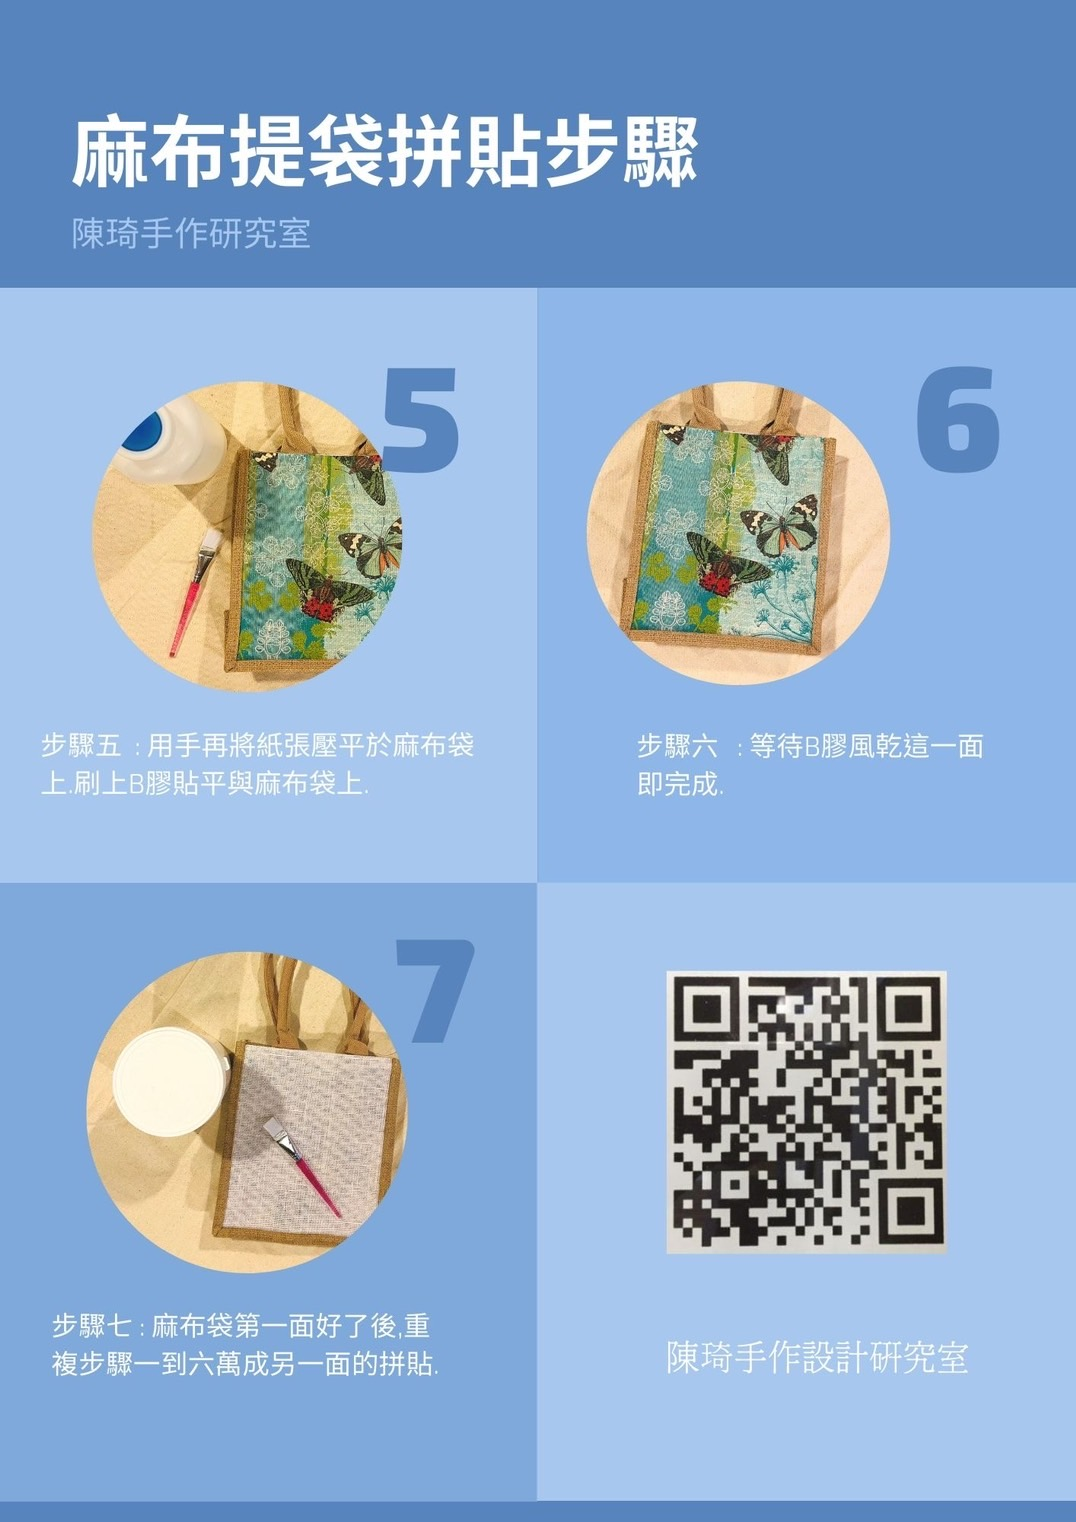 麻布提袋拼貼步驟
陳琦手作研究室
5
6
步驟五 : 用手再將紙張壓平於麻布袋
上.刷上B膠貼平與麻布袋上.
步驟六 : 等待B膠風乾這一面
即完成.
7
步驟七 : 麻布袋第一面好了後,重
複步驟一到六萬成另一面的拼貼.
陳琦手作設計研究室